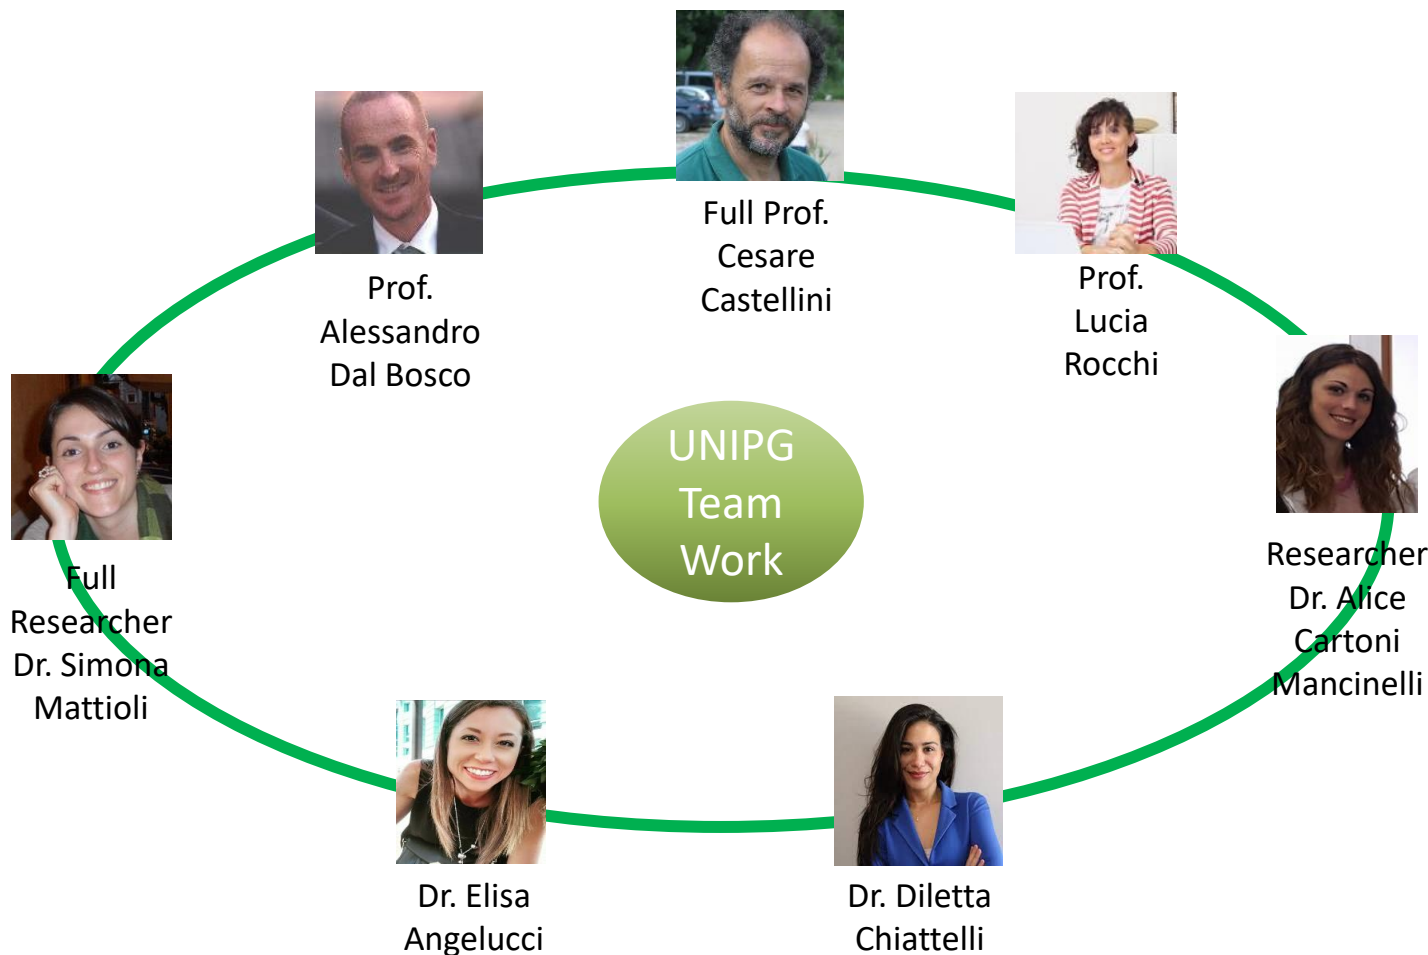 Full Prof.
Cesare
Castellini
Prof.
Alessandro
Dal Bosco
Prof.
Lucia
Rocchi
Full
Researcher
Dr. Simona
Mattioli
UNIPG
Team
Work
Researcher
Dr. Alice
Cartoni
Mancinelli
Dr. Elisa
Angelucci
Dr. Diletta
Chiattelli